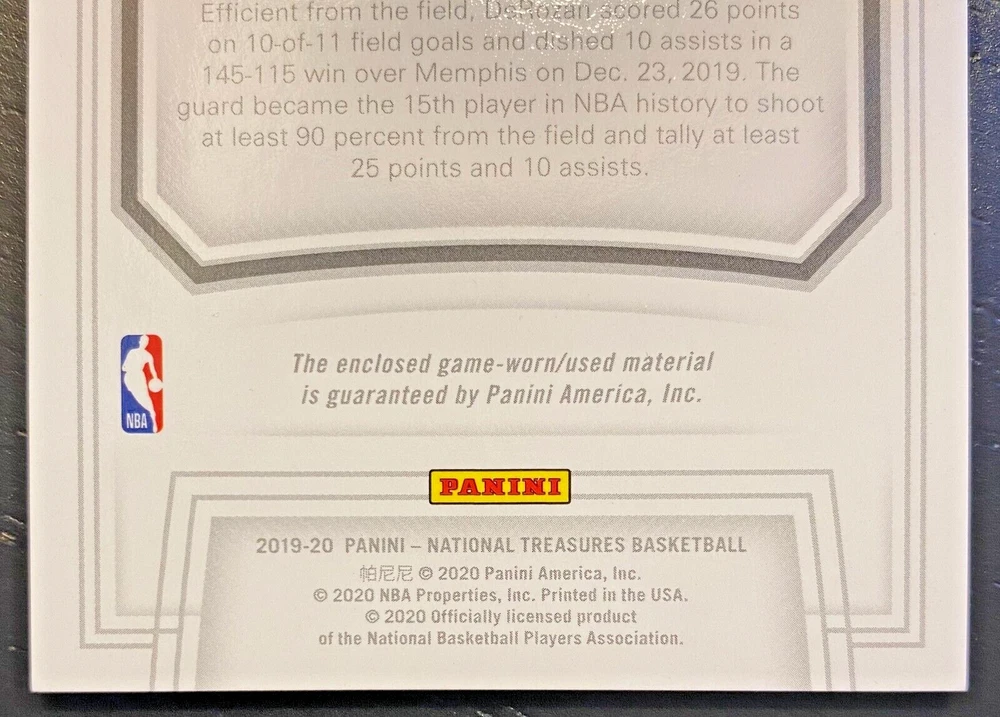 Efficient from the field, DeRozan scored 26 points
on 10-of-11 field goals and dished 10 assists in a
145-115 win over Memphis on Dec. 23, 2019. The
guard became the 15th player in NBA history to shoot
at least 90 percent from the field and tally at least
25 points and 10 assists.
The enclosed game-worn/used material
is guaranteed by Panini America, Inc.
NBA
PANINI
2019-20 PANINI – NATIONAL TREASURES BASKETBALL
帕尼尼 © 2020 Panini America, Inc.
© 2020 NBA Properties, Inc. Printed in the USA.
© 2020 Officially licensed product
of the National Basketball Players Association.